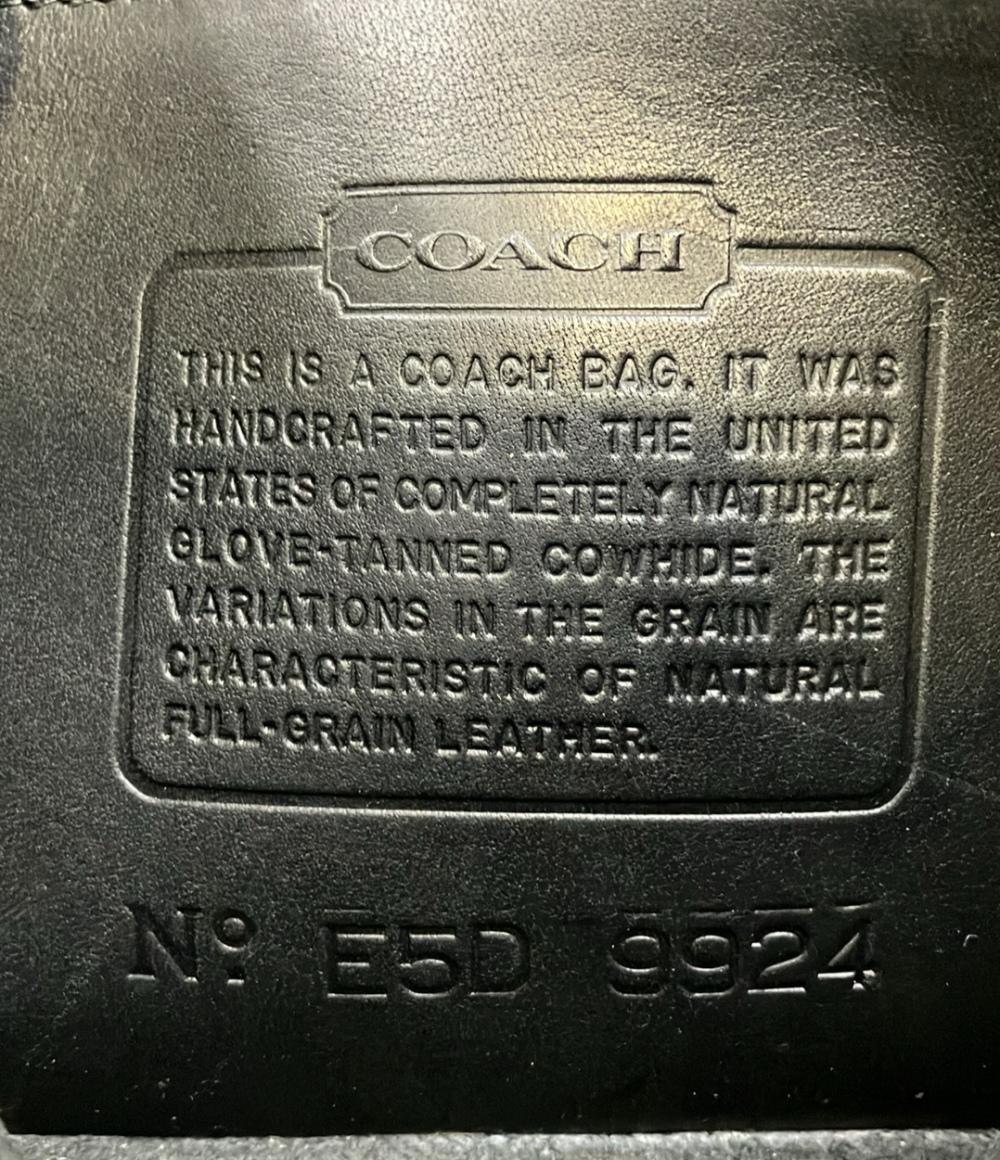 COACH
THIS IS A COACH BAG. IT WAS
HANDCRAFTED IN THE UNITED
STATES OF COMPLETELY NATURAL
GLOVE-TANNED COWHIDE. THE
VARIATIONS IN THE GRAIN ARE
CHARACTERISTIC OF NATURAL
FULL-GRAIN LEATHER.
Nº E5D 9924